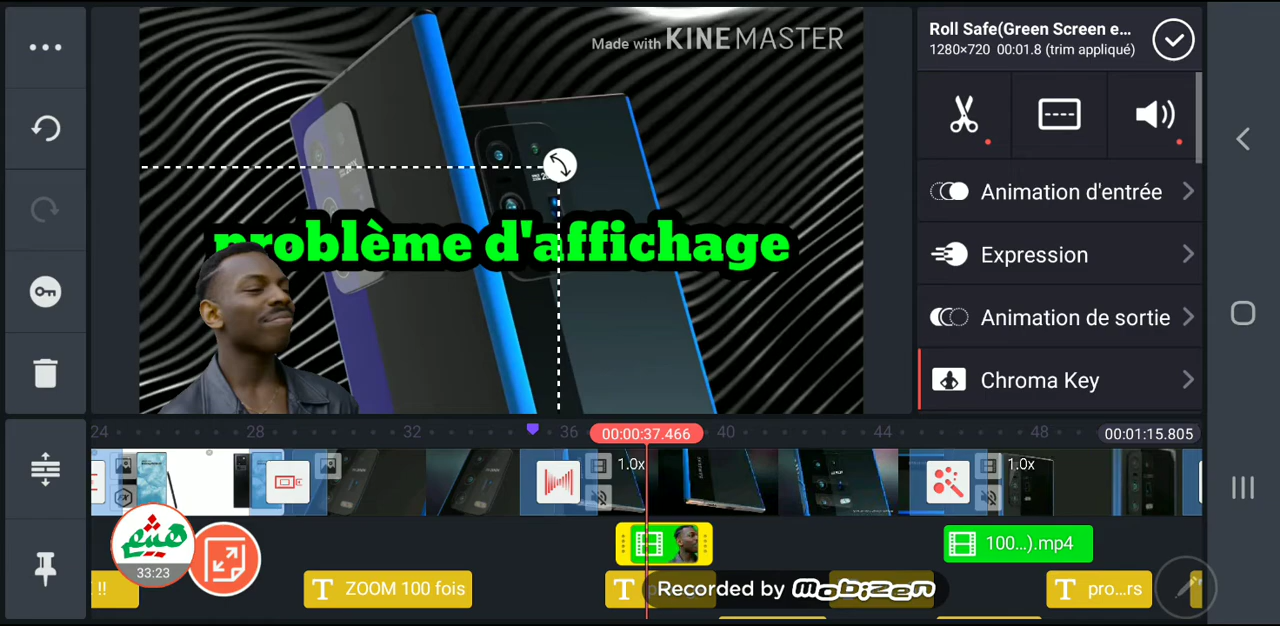 Roll Safe(Green Screen e...
1280×720 00:01.8 (trim appliqué)
Made with KINEMASTER
Animation d'entrée
problème d'affichage
Expression
Animation de sortie
Chroma Key
24 28 32 36 00:00:37.466 40 44 48 00:01:15.805
1.0x 1.0x
هيثم
33:23
100...).mp4
!! T ZOOM 100 fois T T pro...rs
Recorded by mobizen